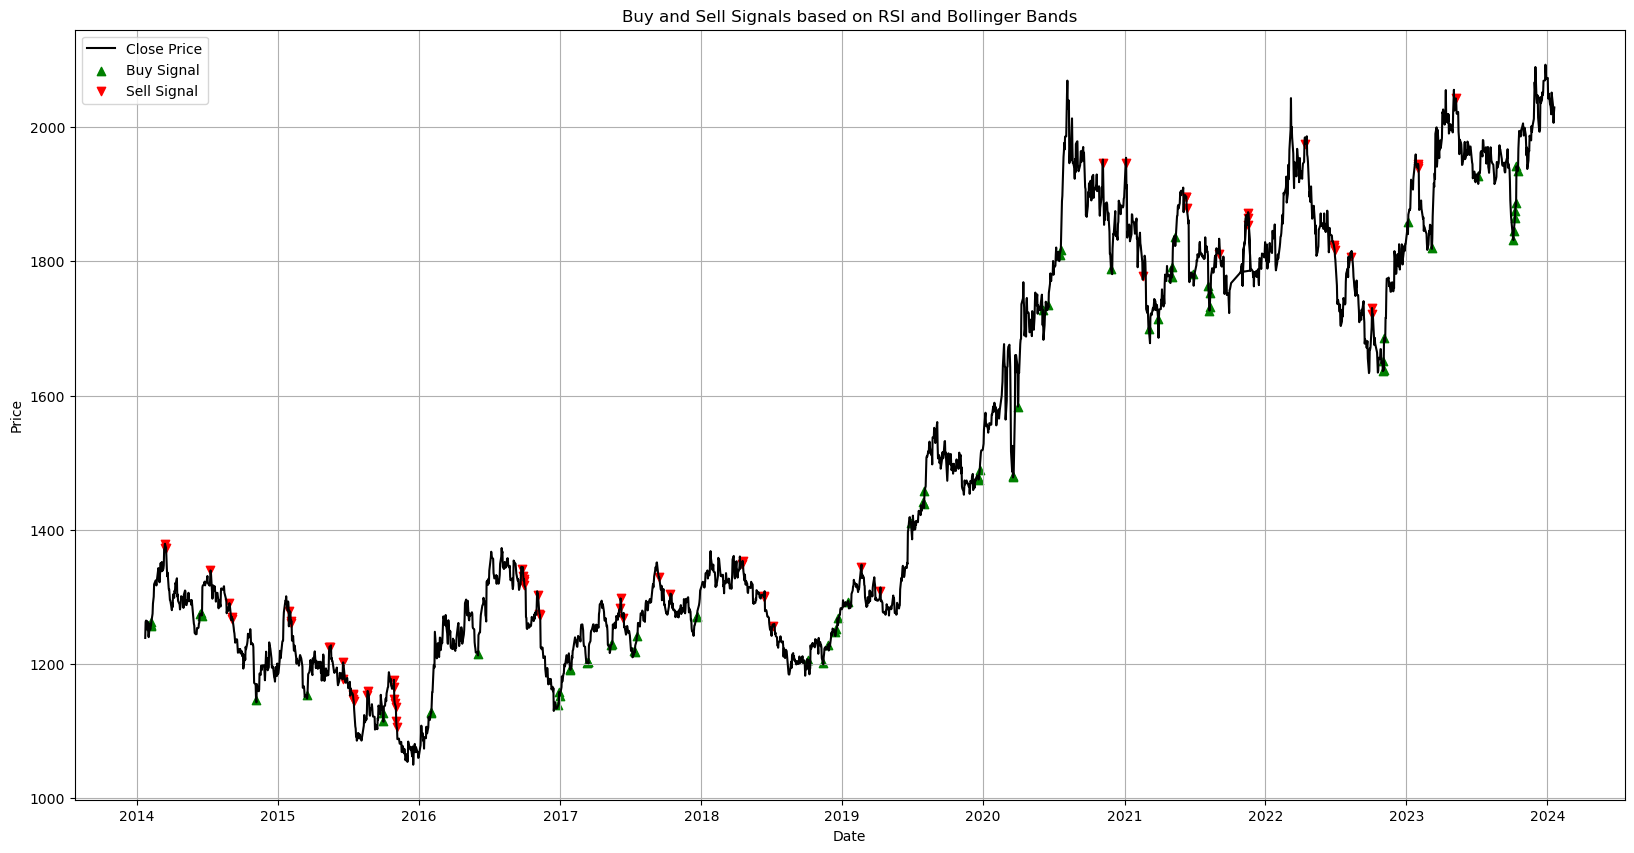 Buy and Sell Signals based on RSI and Bollinger Bands
Close Price
Buy Signal
Sell Signal
2000
1800
1600
1400
1200
1000
Price
2014 2015 2016 2017 2018 2019 2020 2021 2022 2023 2024
Date